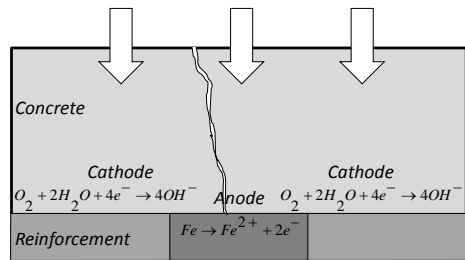 Concrete
Cathode
Cathode
O₂ + 2H₂O + 4e⁻ → 4OH⁻
Anode
O₂ + 2H₂O + 4e⁻ → 4OH⁻
Reinforcement
Fe → Fe²⁺ + 2e⁻